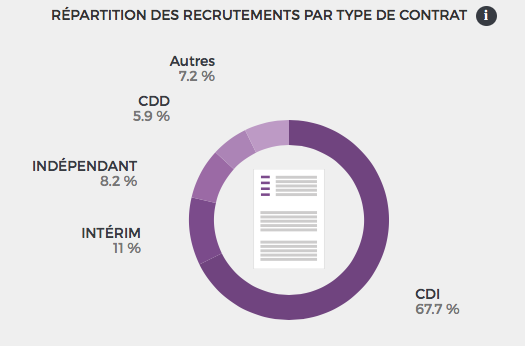 RÉPARTITION DES RECRUTEMENTS PAR TYPE DE CONTRAT i
Autres
7.2 %
CDD
5.9 %
INDÉPENDANT
8.2 %
INTÉRIM
11 %
CDI
67.7 %